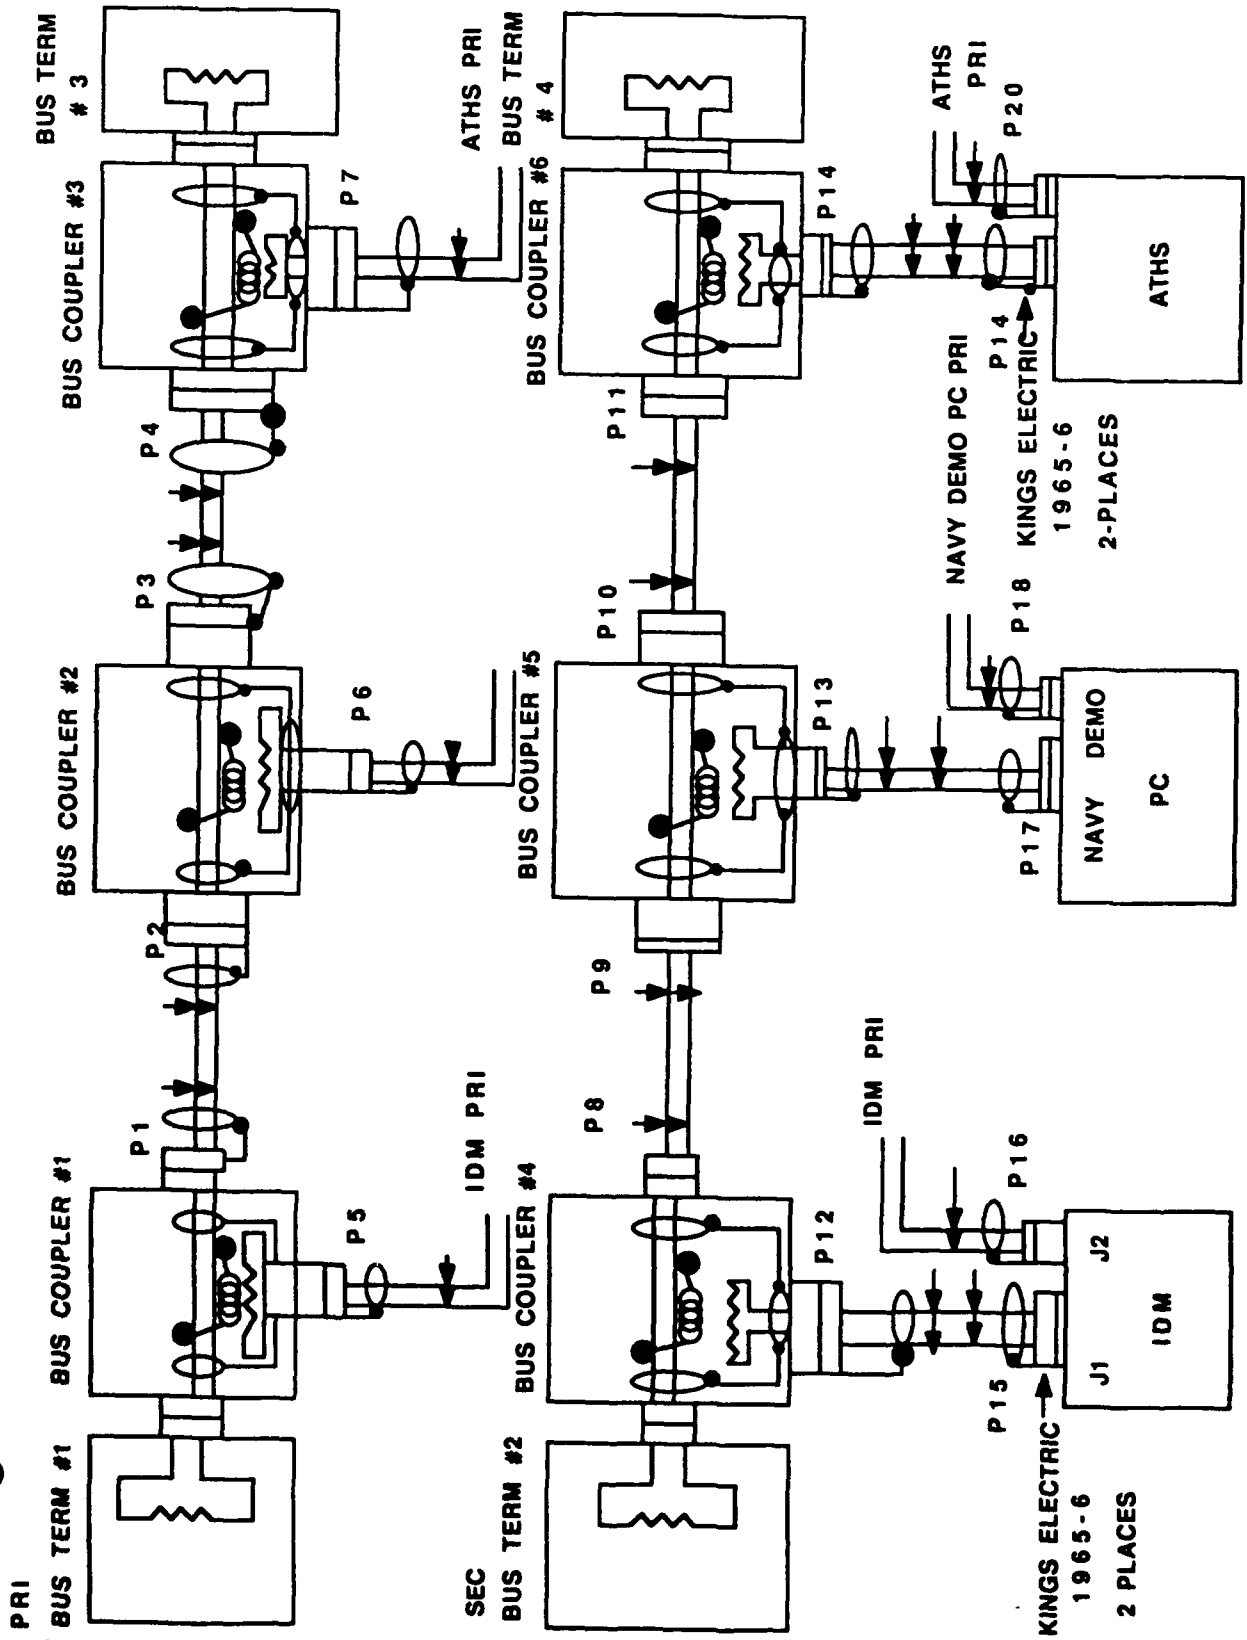 PRI
BUS TERM #1
BUS COUPLER #1
P1
P2
BUS COUPLER #2
P3
P4
BUS COUPLER #3
BUS TERM
# 3
P5
IDM PRI
P6
P7
ATHS PRI
SEC
BUS TERM #2
BUS COUPLER #4
P8
P9
BUS COUPLER #5
P10
P11
BUS COUPLER #6
BUS TERM
# 4
P12
P13
P14
KINGS ELECTRIC
1965-6
2 PLACES
P15
J1
J2
IDM
P16
IDM PRI
P17
NAVY DEMO
PC
P18
NAVY DEMO PC PRI
KINGS ELECTRIC
1965-6
2-PLACES
P14
ATHS
P20
ATHS
PRI